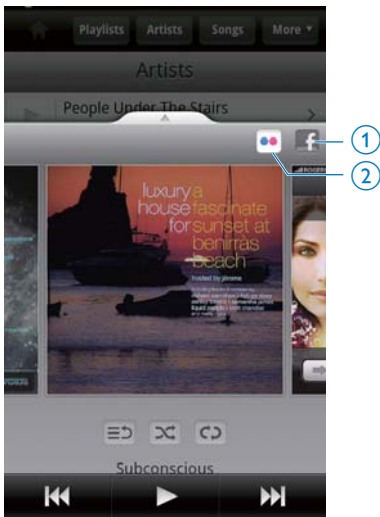 Playlists Artists Songs More
Artists
People Under The Stairs
f
1
2
luxury a
house fascinate
for sunset at
benirras
beach
hosted by jérome
Subconscious